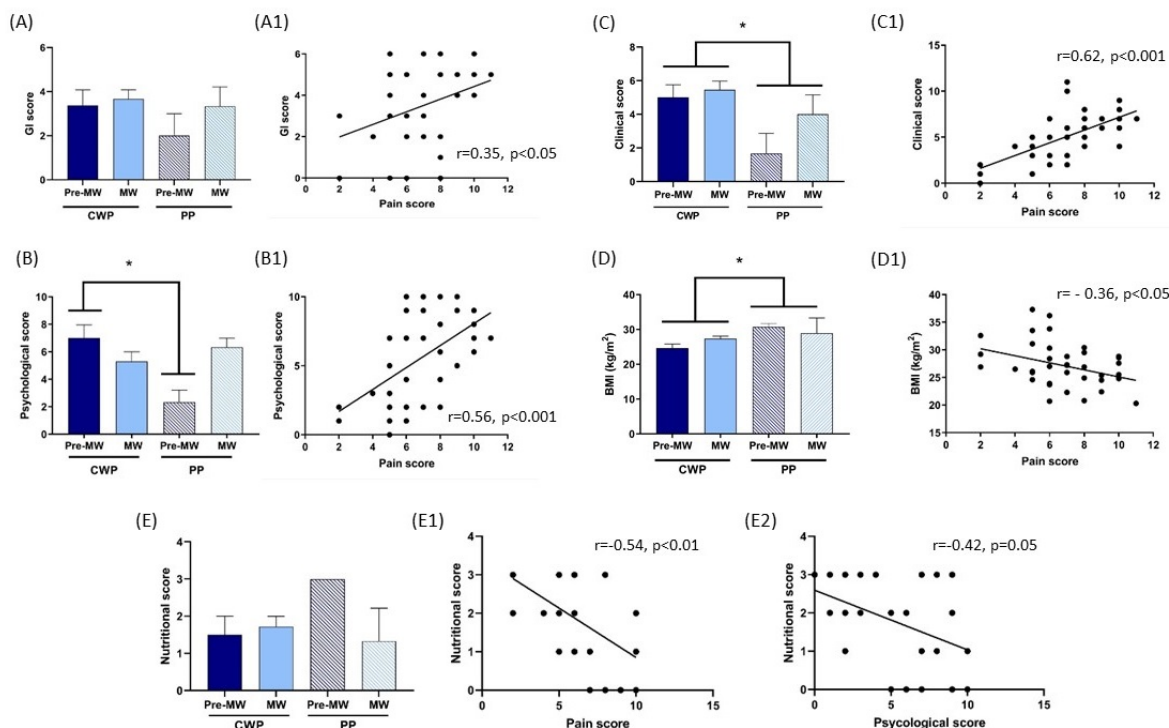 (A)
GI score
6
4
2
0
Pre-MW MW Pre-MW MW
CWP PP
(A1)
GI score
6
4
2
0
r=0.35, p<0.05
0 2 4 6 8 10 12
Pain score
(C)
*
Clinical score
8
6
4
2
0
Pre-MW MW Pre-MW MW
CWP PP
(C1)
r=0.62, p<0.001
Clinical score
15
10
5
0
0 2 4 6 8 10 12
Pain score
(B)
*
Psychological score
10
8
6
4
2
0
Pre-MW MW Pre-MW MW
CWP PP
(B1)
Psychological score
10
5
0
r=0.56, p<0.001
0 2 4 6 8 10 12
Pain score
(D)
*
BMI (kg/m²)
40
30
20
10
0
Pre-MW MW Pre-MW MW
CWP PP
(D1)
r= - 0.36, p<0.05
BMI (kg/m²)
40
35
30
25
20
15
0 2 4 6 8 10 12
Pain score
(E)
Nutritional score
4
3
2
1
0
Pre-MW MW Pre-MW MW
CWP PP
(E1)
r=-0.54, p<0.01
Nutritional score
4
3
2
1
0
0 5 10 15
Pain score
(E2)
r=-0.42, p=0.05
Nutritional score
4
3
2
1
0
0 5 10 15
Psycological score